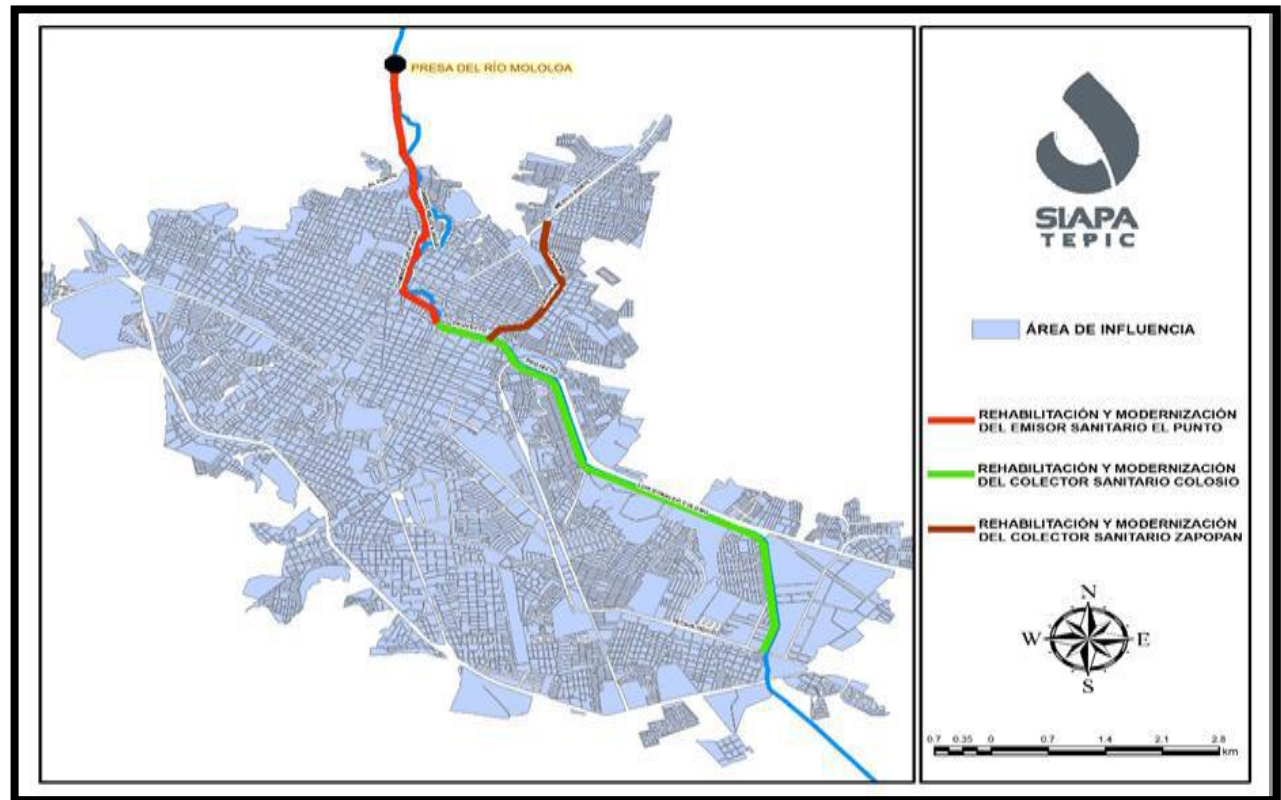 PRESA DEL RÍO MOLOLOA
SIAPA
TEPIC
ÁREA DE INFLUENCIA
REHABILITACIÓN Y MODERNIZACIÓN
DEL EMISOR SANITARIO EL PUNTO
REHABILITACIÓN Y MODERNIZACIÓN
DEL COLECTOR SANITARIO COLOSIO
REHABILITACIÓN Y MODERNIZACIÓN
DEL COLECTOR SANITARIO ZAPOPAN
N
W E
S
0.7 0.35 0 0.7 1.4 2.1 2.8
km